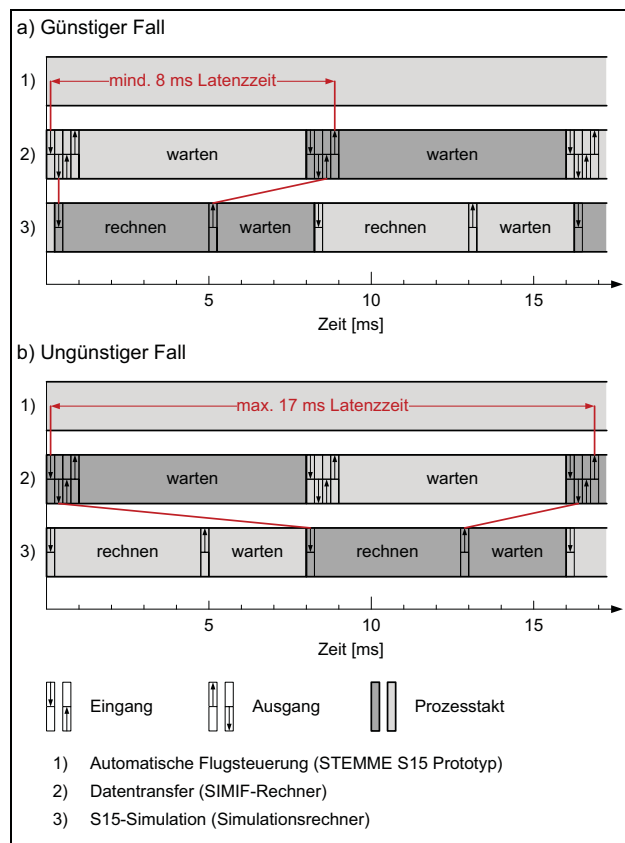 a) Günstiger Fall
1)
mind. 8 ms Latenzzeit
2)
warten
warten
3)
rechnen
warten
rechnen
warten
5
10
15
Zeit [ms]
b) Ungünstiger Fall
1)
max. 17 ms Latenzzeit
2)
warten
warten
3)
rechnen
warten
rechnen
warten
5
10
15
Zeit [ms]
Eingang
Ausgang
Prozesstakt
1) Automatische Flugsteuerung (STEMME S15 Prototyp)
2) Datentransfer (SIMIF-Rechner)
3) S15-Simulation (Simulationsrechner)